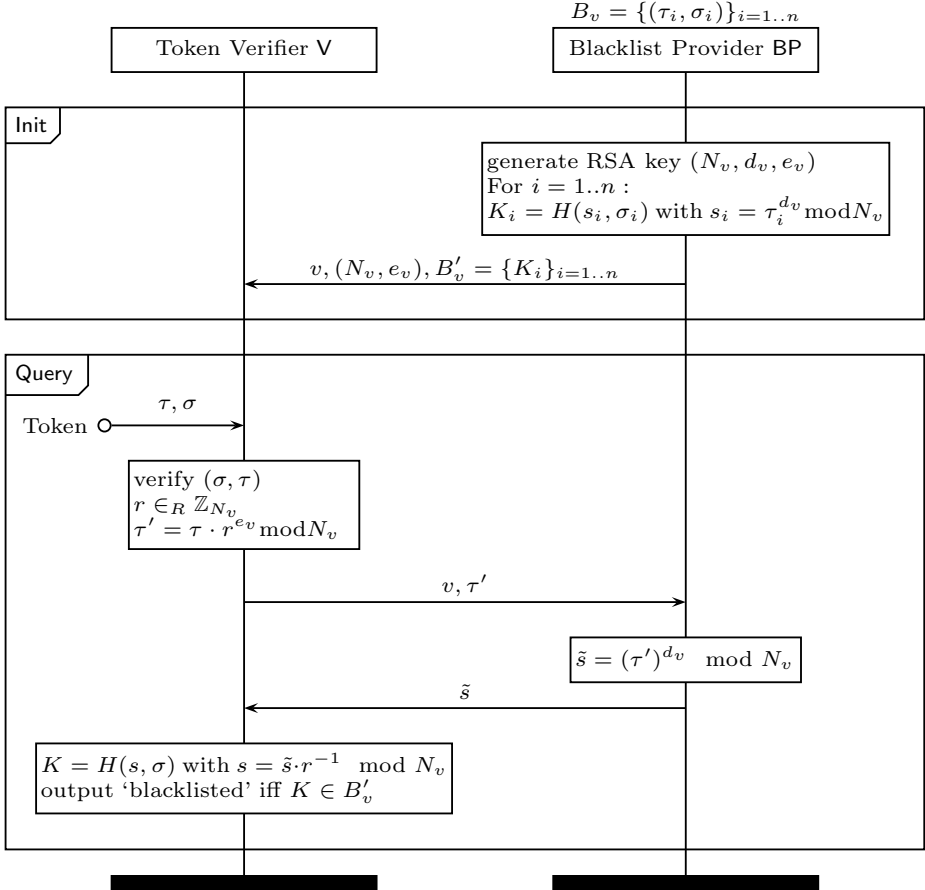 B_v = {(τ_i, σ_i)}_{i=1..n}
Token Verifier V
Blacklist Provider BP
Init
generate RSA key (N_v, d_v, e_v)
For i = 1..n :
K_i = H(s_i, σ_i) with s_i = τ_i^{d_v} mod N_v
v, (N_v, e_v), B'_v = {K_i}_{i=1..n}
Query
τ, σ
Token
verify (σ, τ)
r ∈_R ℤ_{N_v}
τ' = τ · r^{e_v} mod N_v
v, τ'
s̃ = (τ')^{d_v} mod N_v
s̃
K = H(s, σ) with s = s̃·r^{-1} mod N_v
output ‘blacklisted’ iff K ∈ B'_v